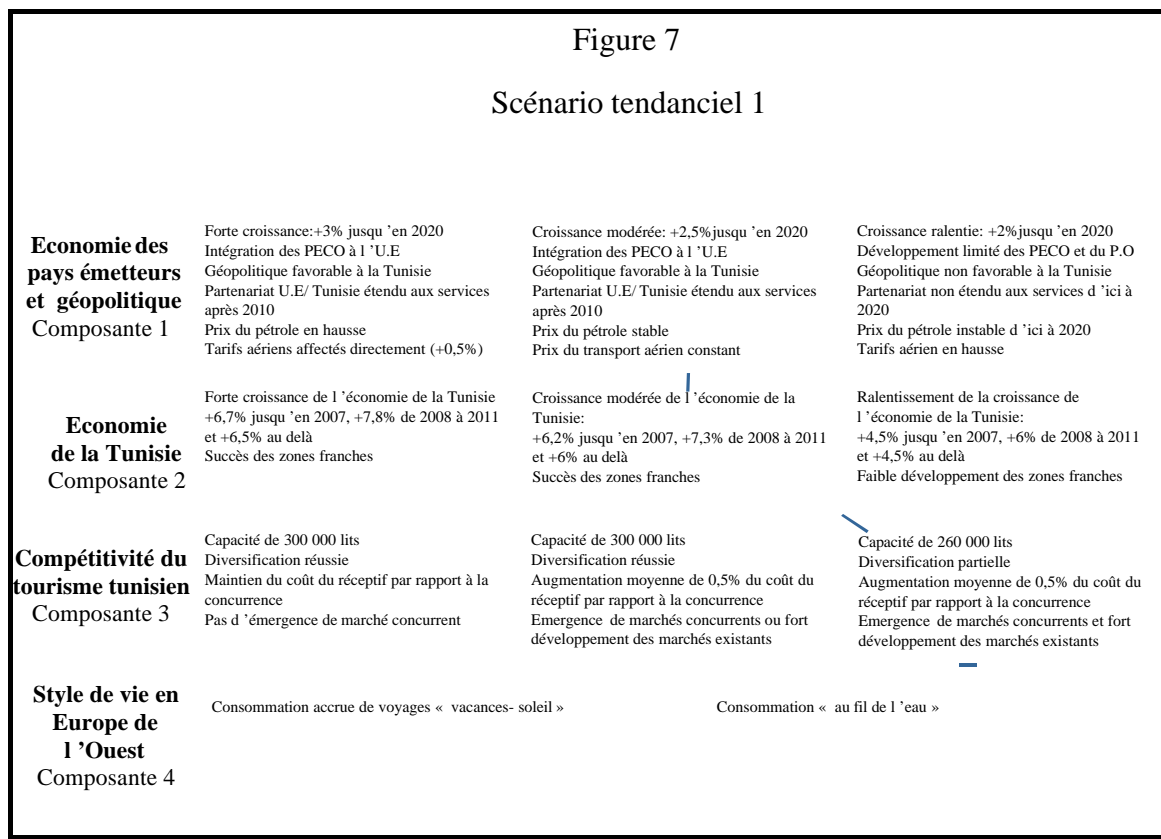 Figure 7
Scénario tendanciel 1
Economie des
pays émetteurs
et géopolitique
Composante 1
Forte croissance:+3% jusqu ’en 2020
Intégration des PECO à l ’U.E
Géopolitique favorable à la Tunisie
Partenariat U.E/ Tunisie étendu aux services
après 2010
Prix du pétrole en hausse
Tarifs aériens affectés directement (+0,5%)
Croissance modérée: +2,5%jusqu ’en 2020
Intégration des PECO à l ’U.E
Géopolitique favorable à la Tunisie
Partenariat U.E/ Tunisie étendu aux services
après 2010
Prix du pétrole stable
Prix du transport aérien constant
Croissance ralentie: +2%jusqu ’en 2020
Développement limité des PECO et du P.O
Géopolitique non favorable à la Tunisie
Partenariat non étendu aux services d ’ici à
2020
Prix du pétrole instable d ’ici à 2020
Tarifs aérien en hausse
Economie
de la Tunisie
Composante 2
Forte croissance de l ’économie de la Tunisie
+6,7% jusqu ’en 2007, +7,8% de 2008 à 2011
et +6,5% au delà
Succès des zones franches
Croissance modérée de l ’économie de la
Tunisie:
+6,2% jusqu ’en 2007, +7,3% de 2008 à 2011
et +6% au delà
Succès des zones franches
Ralentissement de la croissance de
l ’économie de la Tunisie:
+4,5% jusqu ’en 2007, +6% de 2008 à 2011
et +4,5% au delà
Faible développement des zones franches
Compétitivité du
tourisme tunisien
Composante 3
Capacité de 300 000 lits
Diversification réussie
Maintien du coût du réceptif par rapport à la
concurrence
Pas d ’émergence de marché concurrent
Capacité de 300 000 lits
Diversification réussie
Augmentation moyenne de 0,5% du coût du
réceptif par rapport à la concurrence
Emergence de marchés concurrents ou fort
développement des marchés existants
Capacité de 260 000 lits
Diversification partielle
Augmentation moyenne de 0,5% du coût du
réceptif par rapport à la concurrence
Emergence de marchés concurrents et fort
développement des marchés existants
Style de vie en
Europe de
l ’Ouest
Composante 4
Consommation accrue de voyages « vacances- soleil »
Consommation « au fil de l ’eau »